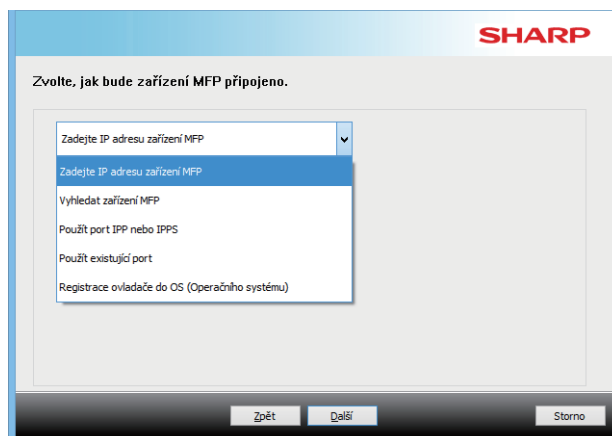 SHARP
Zvolte, jak bude zařízení MFP připojeno.
Zadejte IP adresu zařízení MFP
Zadejte IP adresu zařízení MFP
Vyhledat zařízení MFP
Použít port IPP nebo IPPS
Použít existující port
Registrace ovladače do OS (Operačního systému)
Zpět Další Storno